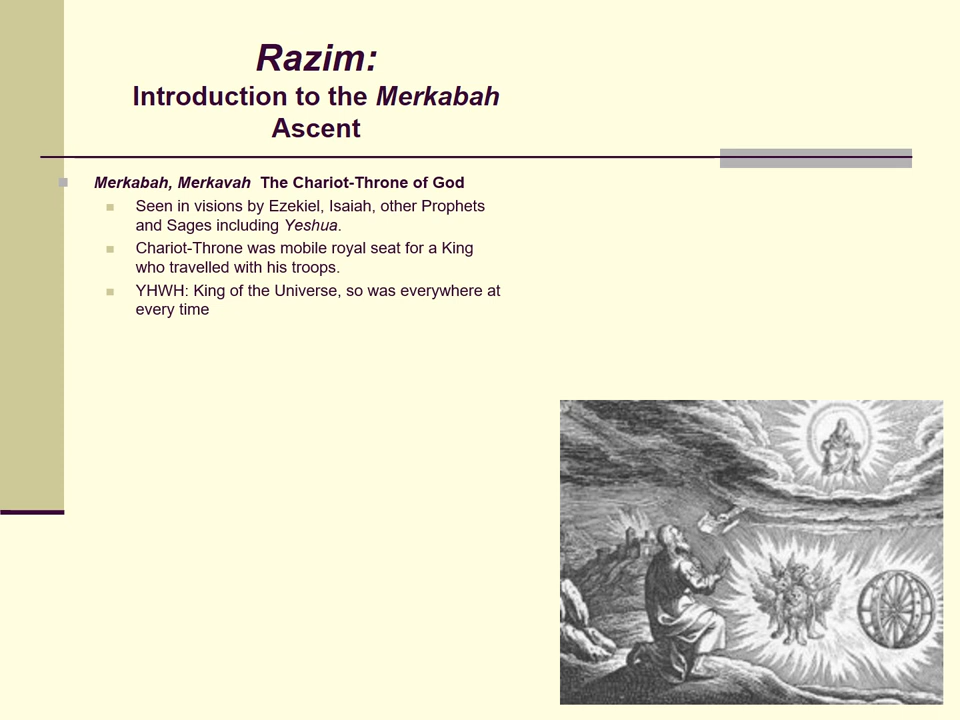 Razim:
Introduction to the Merkabah
Ascent
Merkabah, Merkavah The Chariot-Throne of God
Seen in visions by Ezekiel, Isaiah, other Prophets
and Sages including Yeshua.
Chariot-Throne was mobile royal seat for a King
who travelled with his troops.
YHWH: King of the Universe, so was everywhere at
every time